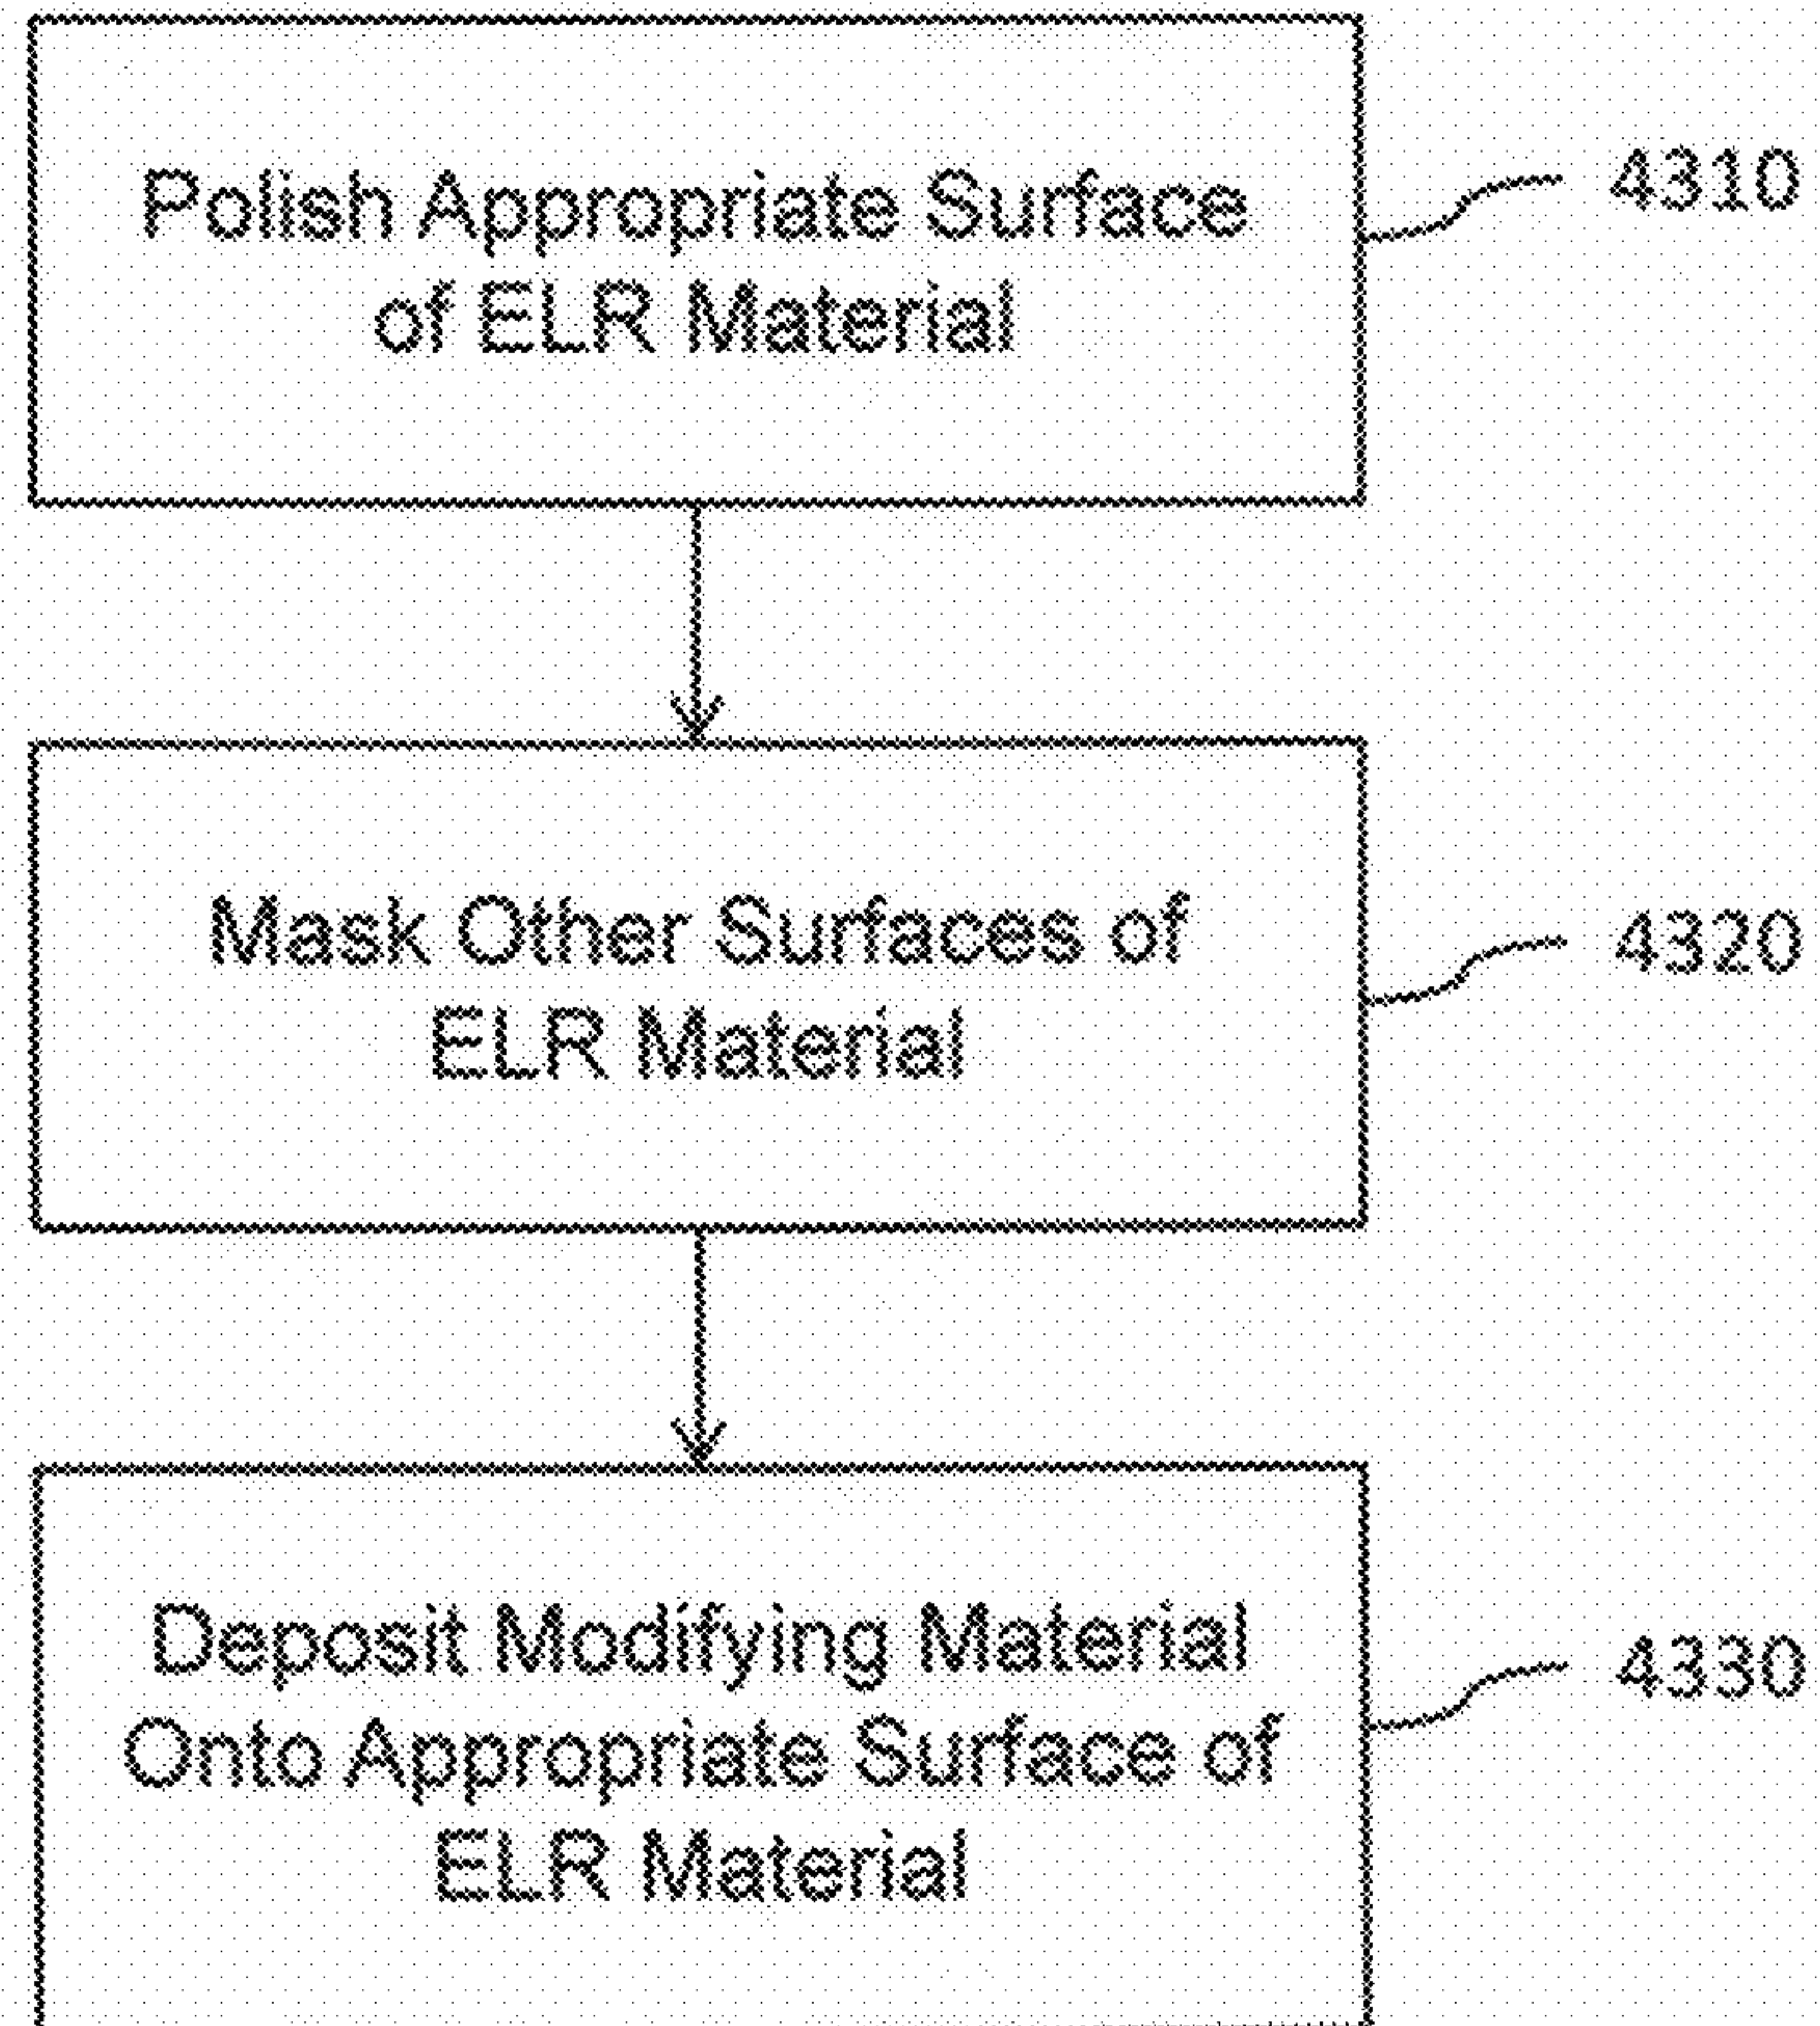 Polish Appropriate Surface
of ELR Material
4310
Mask Other Surfaces of
ELR Material
4320
Deposit Modifying Material
Onto Appropriate Surface of
ELR Material
4330